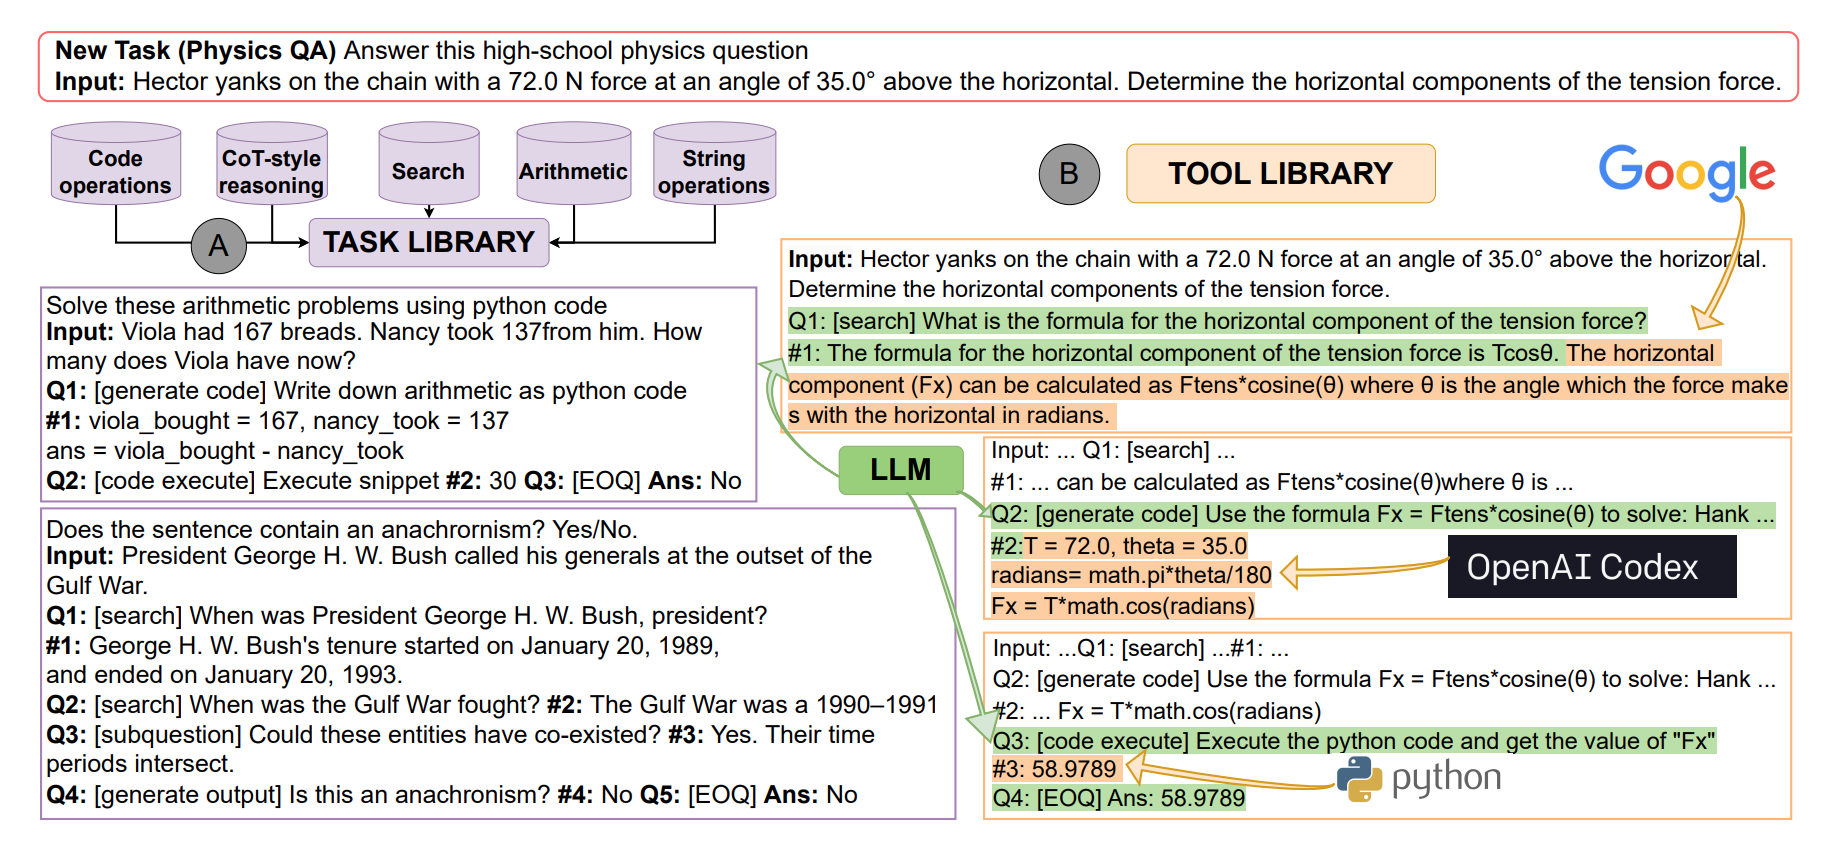 New Task (Physics QA) Answer this high-school physics question
Input: Hector yanks on the chain with a 72.0 N force at an angle of 35.0° above the horizontal. Determine the horizontal components of the tension force.
Code
operations
CoT-style
reasoning
Search
Arithmetic
String
operations
A
TASK LIBRARY
B
TOOL LIBRARY
Google
Solve these arithmetic problems using python code
Input: Viola had 167 breads. Nancy took 137from him. How
many does Viola have now?
Q1: [generate code] Write down arithmetic as python code
#1: viola_bought = 167, nancy_took = 137
ans = viola_bought - nancy_took
Q2: [code execute] Execute snippet #2: 30 Q3: [EOQ] Ans: No
Does the sentence contain an anachrornism? Yes/No.
Input: President George H. W. Bush called his generals at the outset of the
Gulf War.
Q1: [search] When was President George H. W. Bush, president?
#1: George H. W. Bush's tenure started on January 20, 1989,
and ended on January 20, 1993.
Q2: [search] When was the Gulf War fought? #2: The Gulf War was a 1990–1991
Q3: [subquestion] Could these entities have co-existed? #3: Yes. Their time
periods intersect.
Q4: [generate output] Is this an anachronism? #4: No Q5: [EOQ] Ans: No
LLM
Input: Hector yanks on the chain with a 72.0 N force at an angle of 35.0° above the horizontal.
Determine the horizontal components of the tension force.
Q1: [search] What is the formula for the horizontal component of the tension force?
#1: The formula for the horizontal component of the tension force is Tcosθ. The horizontal
component (Fx) can be calculated as Ftens*cosine(θ) where θ is the angle which the force make
s with the horizontal in radians.
Input: ... Q1: [search] ...
#1: ... can be calculated as Ftens*cosine(θ)where θ is ...
Q2: [generate code] Use the formula Fx = Ftens*cosine(θ) to solve: Hank ...
#2:T = 72.0, theta = 35.0
radians= math.pi*theta/180
Fx = T*math.cos(radians)
OpenAI Codex
Input: ...Q1: [search] ...#1: ...
Q2: [generate code] Use the formula Fx = Ftens*cosine(θ) to solve: Hank ...
#2: ... Fx = T*math.cos(radians)
Q3: [code execute] Execute the python code and get the value of "Fx"
#3: 58.9789
Q4: [EOQ] Ans: 58.9789
python